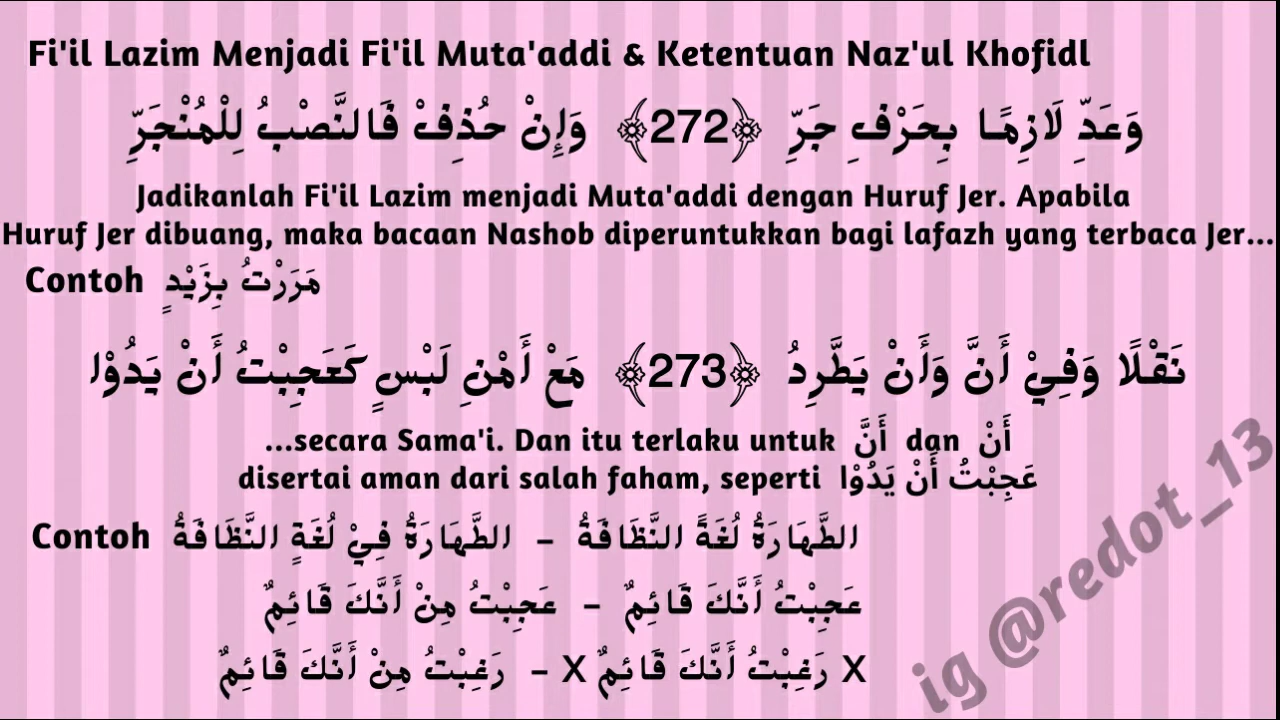 Fi'il Lazim Menjadi Fi'il Muta'addi & Ketentuan Naz'ul Khofidl
وَعَدِّ لَازِمًا بِحَرْفِ جَرِّ ﴿272﴾ وَإِنْ حُذِفْ فَالنَّصْبُ لِلْمُنْجَرِّ
Jadikanlah Fi'il Lazim menjadi Muta'addi dengan Huruf Jer. Apabila
Huruf Jer dibuang, maka bacaan Nashob diperuntukkan bagi lafazh yang terbaca Jer...
Contoh مَرَرْتُ بِزَيْدٍ
نَقْلًا وَفِيْ أَنَّ وَأَنْ يَطَّرِدُ ﴿273﴾ مَعْ أَمْنِ لَبْسٍ كَعَجِبْتُ أَنْ يَدُوْا
...secara Sama'i. Dan itu terlaku untuk أَنَّ dan أَنْ
disertai aman dari salah faham, seperti عَجِبْتُ أَنْ يَدُوْا
Contoh الطَّهَارَةُ لُغَةً النَّظَافَةُ – الطَّهَارَةُ فِيْ لُغَةٍ النَّظَافَةُ
عَجِبْتُ أَنَّكَ قَائِمٌ – عَجِبْتُ مِنْ أَنَّكَ قَائِمٌ
X رَغِبْتُ أَنَّكَ قَائِمٌ X – رَغِبْتُ مِنْ أَنَّكَ قَائِمٌ
ig @redot_13